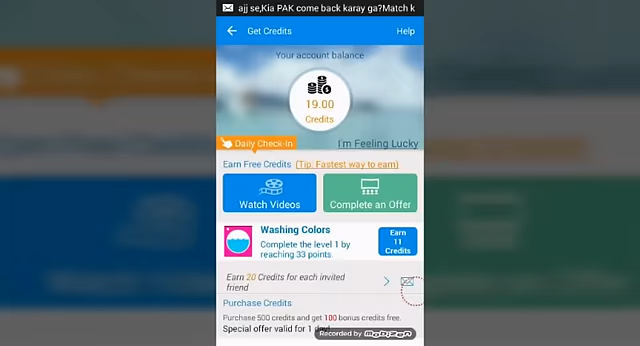 ajj se,Kia PAK come back karay ga?Match k
Get Credits
Help
Your account balance
19.00
Credits
Daily Check-In
I'm Feeling Lucky
Earn Free Credits (Tip: Fastest way to earn)
Watch Videos
Complete an Offer
Washing Colors
Complete the level 1 by
reaching 33 points.
Earn
11
Credits
Earn 20 Credits for each invited
friend
Purchase Credits
Purchase 500 credits and get 100 bonus credits free.
Special offer valid for 1
Recorded by